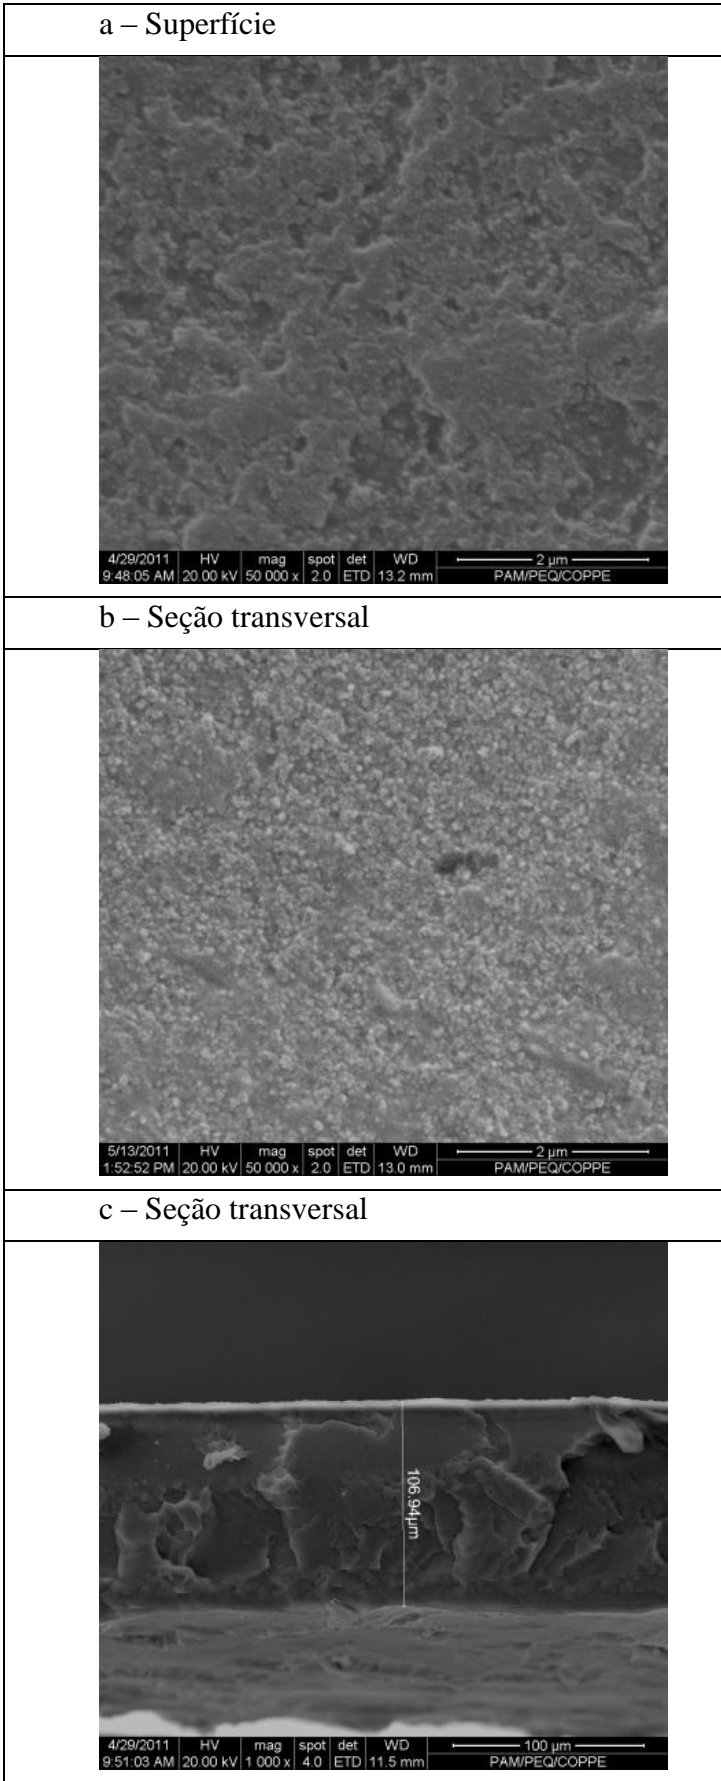 a – Superfície
4/29/2011 HV mag spot det WD 2 µm
9:48:05 AM 20.00 kV 50 000 x 2.0 ETD 13.2 mm PAM/PEQ/COPPE
b – Seção transversal
5/13/2011 HV mag spot det WD 2 µm
1:52:52 PM 20.00 kV 50 000 x 2.0 ETD 13.0 mm PAM/PEQ/COPPE
c – Seção transversal
106.94µm
4/29/2011 HV mag spot det WD 100 µm
9:51:03 AM 20.00 kV 1 000 x 4.0 ETD 11.5 mm PAM/PEQ/COPPE